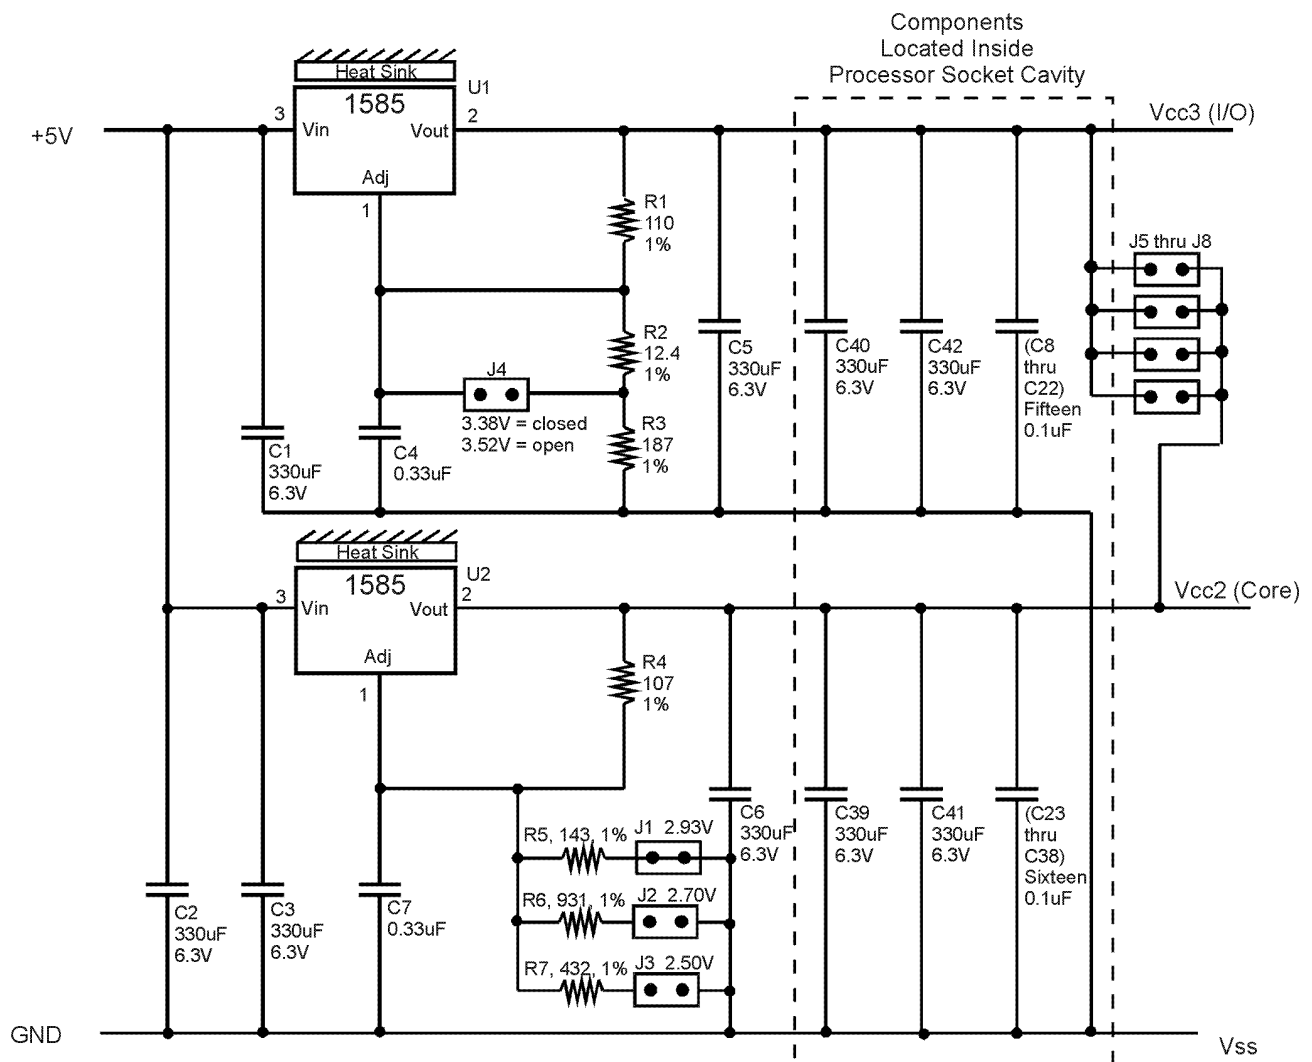 Components
Located Inside
Processor Socket Cavity
Heat Sink
U1
1585
3
2
Vcc3 (I/O)
+5V
Vin
Vout
Adj
1
R1
110
1%
J5 thru J8
R2
12.4
1%
C5
330uF
6.3V
C40
330uF
6.3V
C42
330uF
6.3V
(C8
thru
C22)
Fifteen
0.1uF
J4
3.38V = closed
3.52V = open
R3
187
1%
C1
330uF
6.3V
C4
0.33uF
Heat Sink
U2
1585
3
2
Vcc2 (Core)
Vin
Vout
Adj
1
R4
107
1%
C6
330uF
6.3V
C39
330uF
6.3V
C41
330uF
6.3V
(C23
thru
C38)
Sixteen
0.1uF
R5, 143, 1%
J1 2.93V
R6, 931, 1%
J2 2.70V
R7, 432, 1%
J3 2.50V
C2
330uF
6.3V
C3
330uF
6.3V
C7
0.33uF
GND
Vss